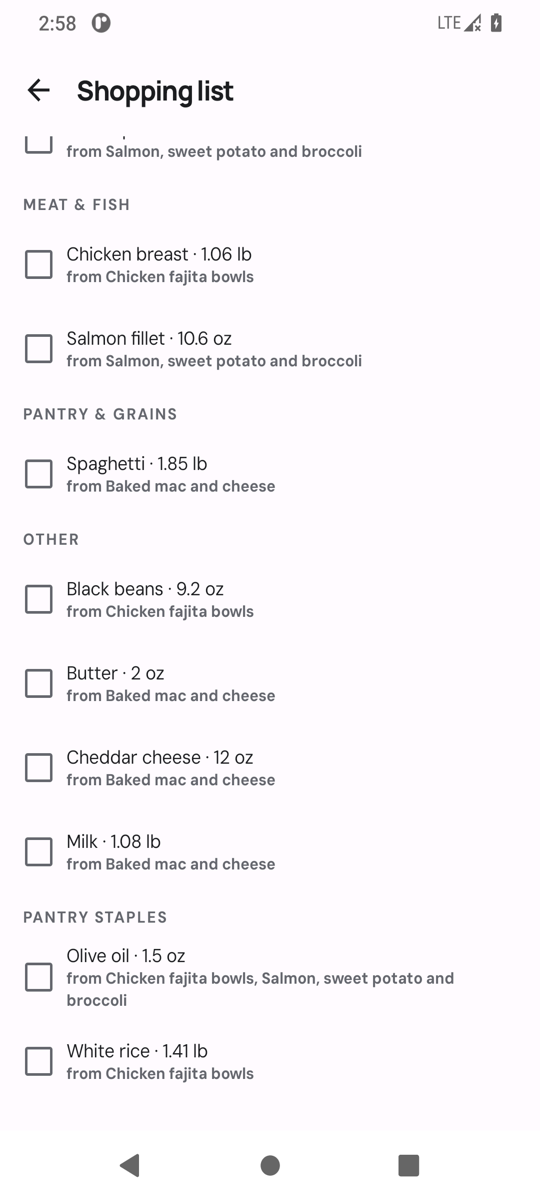 2:58
LTE
Shopping list
from Salmon, sweet potato and broccoli
MEAT & FISH
Chicken breast · 1.06 lb
from Chicken fajita bowls
Salmon fillet · 10.6 oz
from Salmon, sweet potato and broccoli
PANTRY & GRAINS
Spaghetti · 1.85 lb
from Baked mac and cheese
OTHER
Black beans · 9.2 oz
from Chicken fajita bowls
Butter · 2 oz
from Baked mac and cheese
Cheddar cheese · 12 oz
from Baked mac and cheese
Milk · 1.08 lb
from Baked mac and cheese
PANTRY STAPLES
Olive oil · 1.5 oz
from Chicken fajita bowls, Salmon, sweet potato and
broccoli
White rice · 1.41 lb
from Chicken fajita bowls